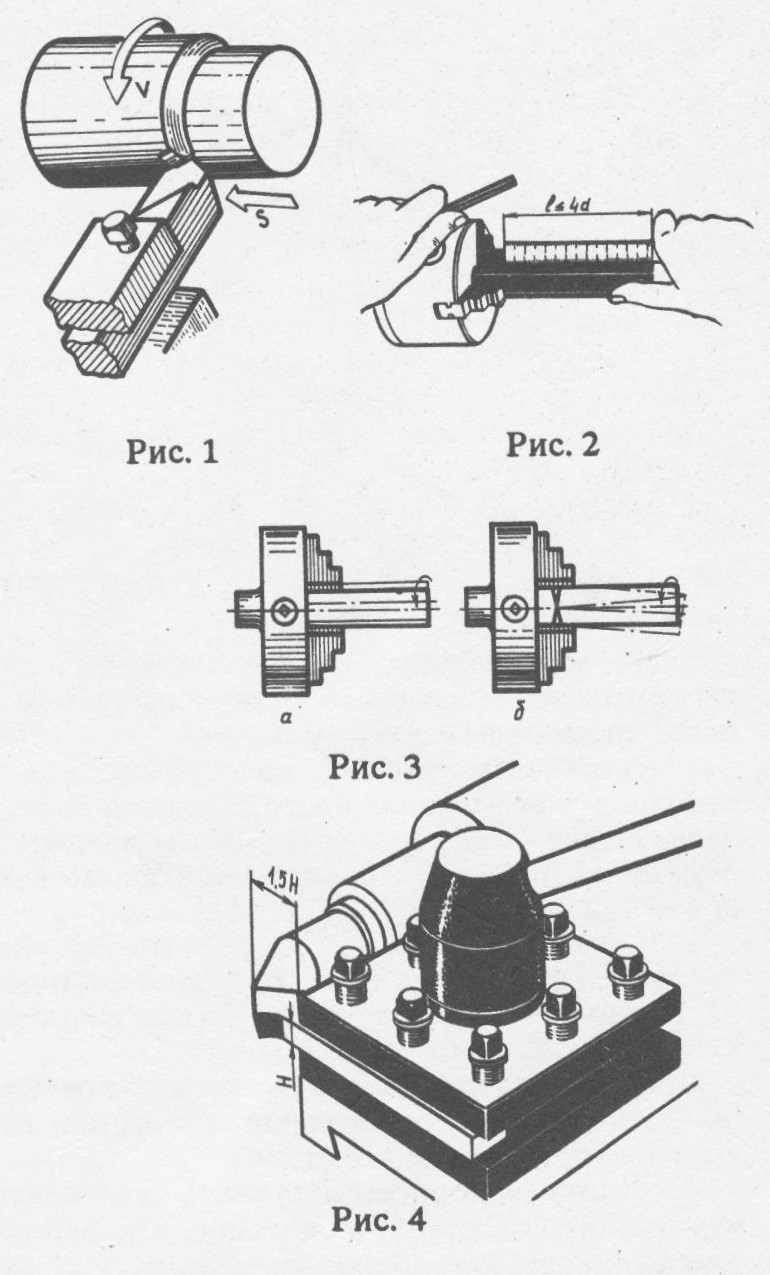 V
S
l≤4d
Рис. 1
Рис. 2
а
б
Рис. 3
1,5H
H
Рис. 4